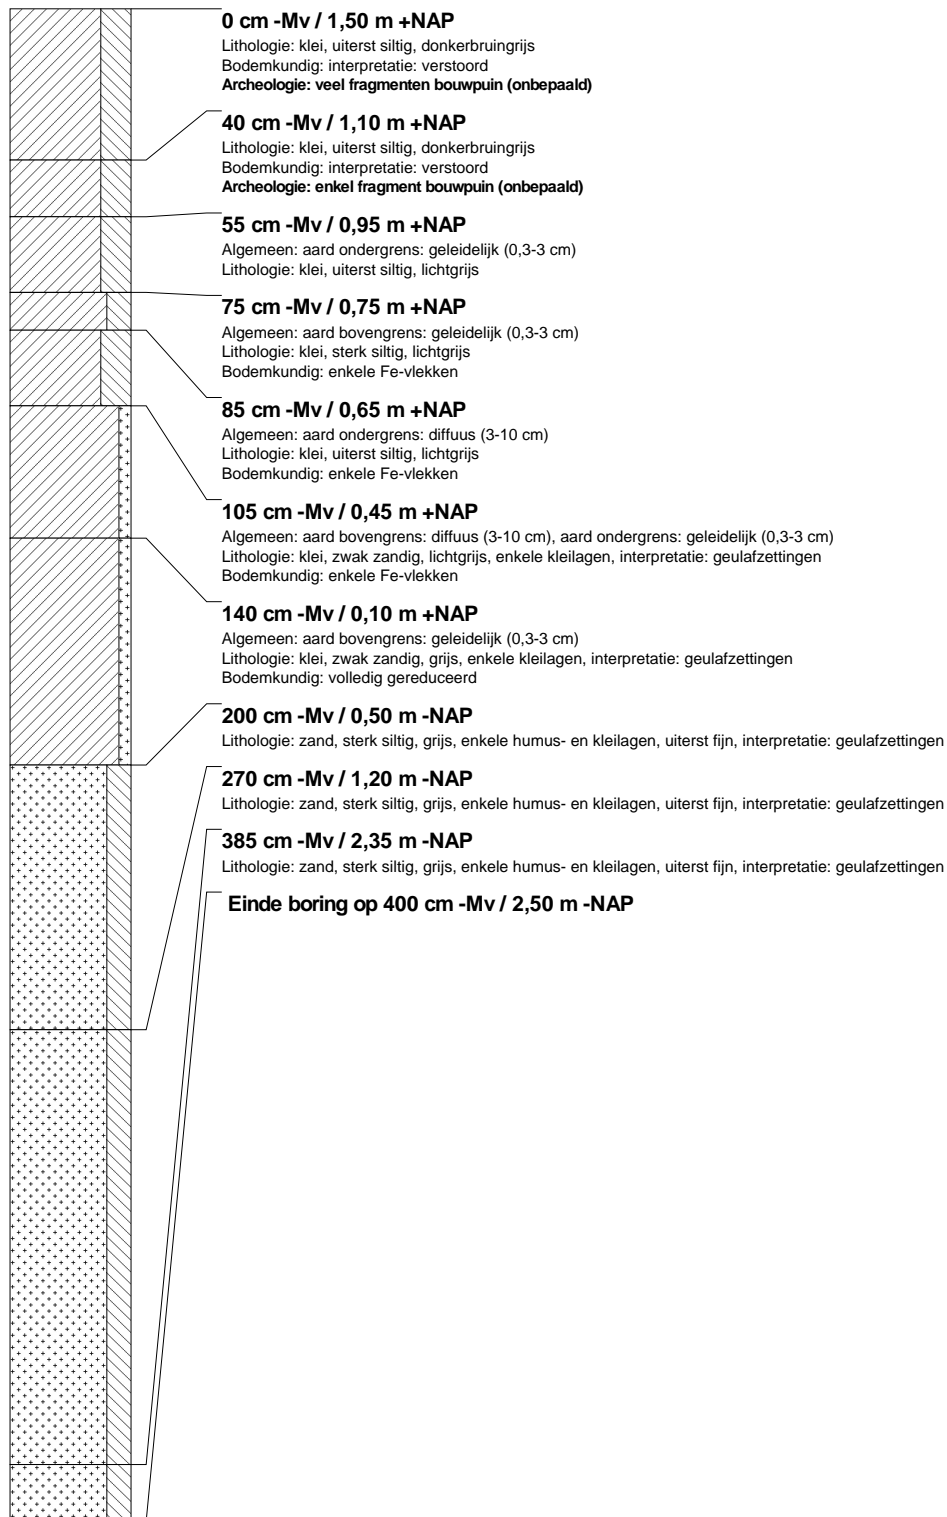 0 cm -Mv / 1,50 m +NAP
Lithologie: klei, uiterst siltig, donkerbruingrijs
Bodemkundig: interpretatie: verstoord
Archeologie: veel fragmenten bouwpuin (onbepaald)
40 cm -Mv / 1,10 m +NAP
Lithologie: klei, uiterst siltig, donkerbruingrijs
Bodemkundig: interpretatie: verstoord
Archeologie: enkel fragment bouwpuin (onbepaald)
55 cm -Mv / 0,95 m +NAP
Algemeen: aard ondergrens: geleidelijk (0,3-3 cm)
Lithologie: klei, uiterst siltig, lichtgrijs
75 cm -Mv / 0,75 m +NAP
Algemeen: aard bovengrens: geleidelijk (0,3-3 cm)
Lithologie: klei, sterk siltig, lichtgrijs
Bodemkundig: enkele Fe-vlekken
85 cm -Mv / 0,65 m +NAP
Algemeen: aard ondergrens: diffuus (3-10 cm)
Lithologie: klei, uiterst siltig, lichtgrijs
Bodemkundig: enkele Fe-vlekken
105 cm -Mv / 0,45 m +NAP
Algemeen: aard bovengrens: diffuus (3-10 cm), aard ondergrens: geleidelijk (0,3-3 cm)
Lithologie: klei, zwak zandig, lichtgrijs, enkele kleilagen, interpretatie: geulafzettingen
Bodemkundig: enkele Fe-vlekken
140 cm -Mv / 0,10 m +NAP
Algemeen: aard bovengrens: geleidelijk (0,3-3 cm)
Lithologie: klei, zwak zandig, grijs, enkele kleilagen, interpretatie: geulafzettingen
Bodemkundig: volledig gereduceerd
200 cm -Mv / 0,50 m -NAP
Lithologie: zand, sterk siltig, grijs, enkele humus- en kleilagen, uiterst fijn, interpretatie: geulafzettingen
270 cm -Mv / 1,20 m -NAP
Lithologie: zand, sterk siltig, grijs, enkele humus- en kleilagen, uiterst fijn, interpretatie: geulafzettingen
385 cm -Mv / 2,35 m -NAP
Lithologie: zand, sterk siltig, grijs, enkele humus- en kleilagen, uiterst fijn, interpretatie: geulafzettingen
Einde boring op 400 cm -Mv / 2,50 m -NAP